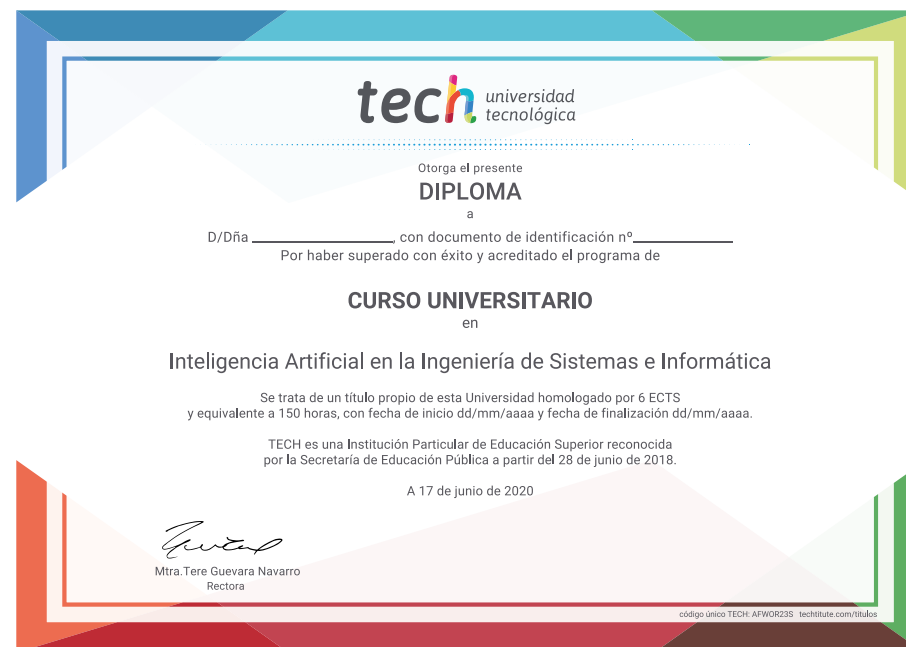 tech universidad
tecnológica
Otorga el presente
DIPLOMA
a
D/Dña ____________________, con documento de identificación nº______________
Por haber superado con éxito y acreditado el programa de
CURSO UNIVERSITARIO
en
Inteligencia Artificial en la Ingeniería de Sistemas e Informática
Se trata de un título propio de esta Universidad homologado por 6 ECTS
y equivalente a 150 horas, con fecha de inicio dd/mm/aaaa y fecha de finalización dd/mm/aaaa.
TECH es una Institución Particular de Educación Superior reconocida
por la Secretaría de Educación Pública a partir del 28 de junio de 2018.
A 17 de junio de 2020
Mtra.Tere Guevara Navarro
Rectora
código único TECH: AFWOR23S techtitute.com/titulos